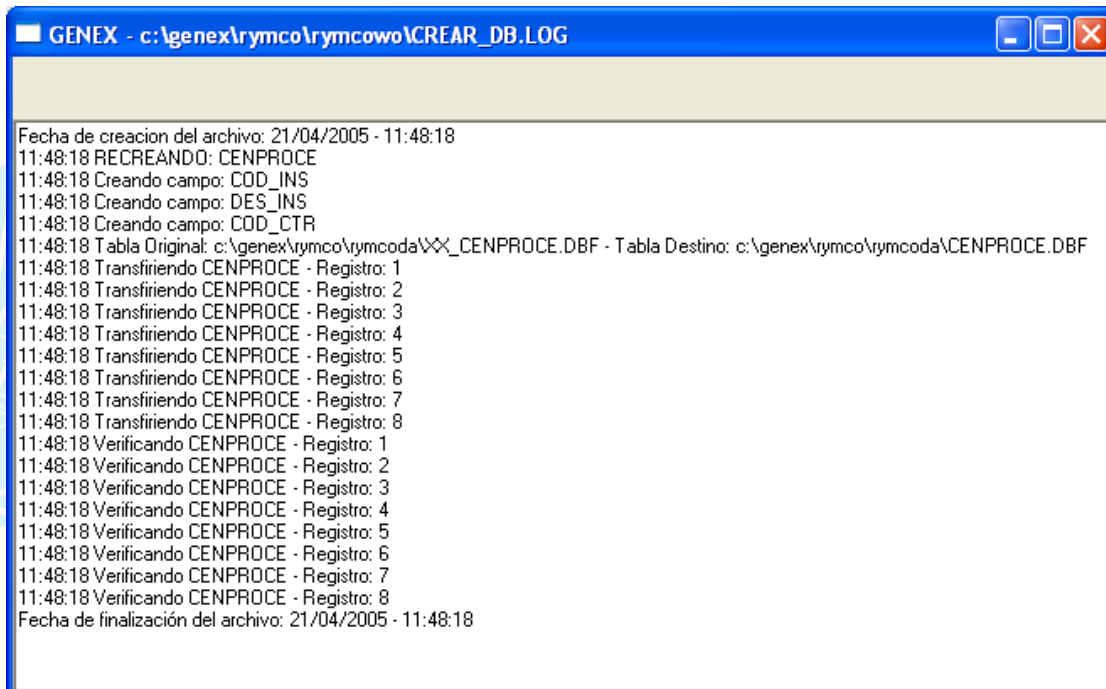 GENEX - c:\genex\rymco\rymcowo\CREAR_DB.LOG
Fecha de creacion del archivo: 21/04/2005 - 11:48:18
11:48:18 RECREANDO: CENPROCE
11:48:18 Creando campo: COD_INS
11:48:18 Creando campo: DES_INS
11:48:18 Creando campo: COD_CTR
11:48:18 Tabla Original: c:\genex\rymco\rymcoda\XX_CENPROCE.DBF - Tabla Destino: c:\genex\rymco\rymcoda\CENPROCE.DBF
11:48:18 Transfiriendo CENPROCE - Registro: 1
11:48:18 Transfiriendo CENPROCE - Registro: 2
11:48:18 Transfiriendo CENPROCE - Registro: 3
11:48:18 Transfiriendo CENPROCE - Registro: 4
11:48:18 Transfiriendo CENPROCE - Registro: 5
11:48:18 Transfiriendo CENPROCE - Registro: 6
11:48:18 Transfiriendo CENPROCE - Registro: 7
11:48:18 Transfiriendo CENPROCE - Registro: 8
11:48:18 Verificando CENPROCE - Registro: 1
11:48:18 Verificando CENPROCE - Registro: 2
11:48:18 Verificando CENPROCE - Registro: 3
11:48:18 Verificando CENPROCE - Registro: 4
11:48:18 Verificando CENPROCE - Registro: 5
11:48:18 Verificando CENPROCE - Registro: 6
11:48:18 Verificando CENPROCE - Registro: 7
11:48:18 Verificando CENPROCE - Registro: 8
Fecha de finalización del archivo: 21/04/2005 - 11:48:18